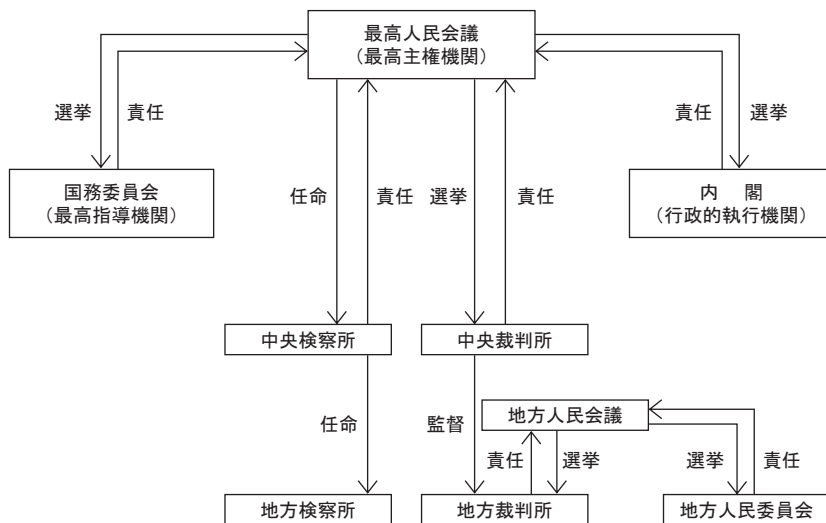 最高人民会議
（最高主権機関）
選挙
責任
責任
選挙
国務委員会
（最高指導機関）
任命
責任
選挙
責任
内　閣
（行政的執行機関）
中央検察所
中央裁判所
任命
監督
地方人民会議
責任
選挙
選挙
責任
地方検察所
地方裁判所
地方人民委員会